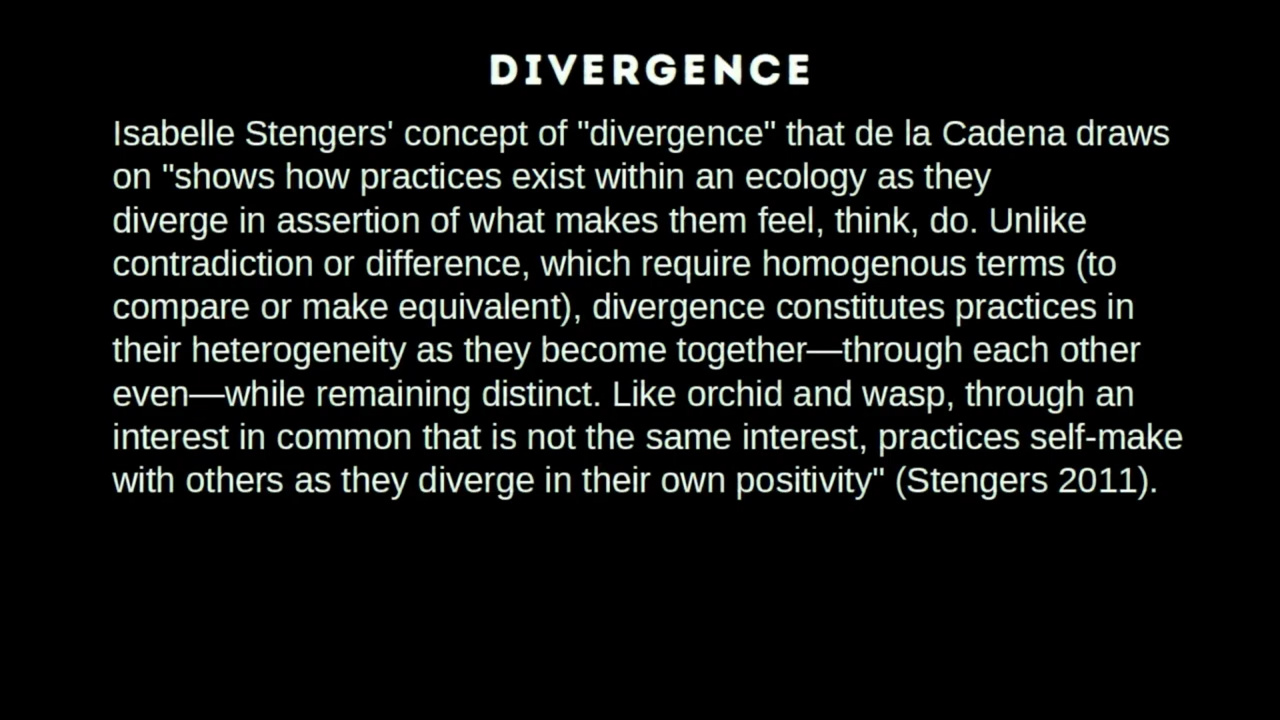 DIVERGENCE
Isabelle Stengers' concept of "divergence" that de la Cadena draws
on "shows how practices exist within an ecology as they
diverge in assertion of what makes them feel, think, do. Unlike
contradiction or difference, which require homogenous terms (to
compare or make equivalent), divergence constitutes practices in
their heterogeneity as they become together—through each other
even—while remaining distinct. Like orchid and wasp, through an
interest in common that is not the same interest, practices self-make
with others as they diverge in their own positivity" (Stengers 2011).